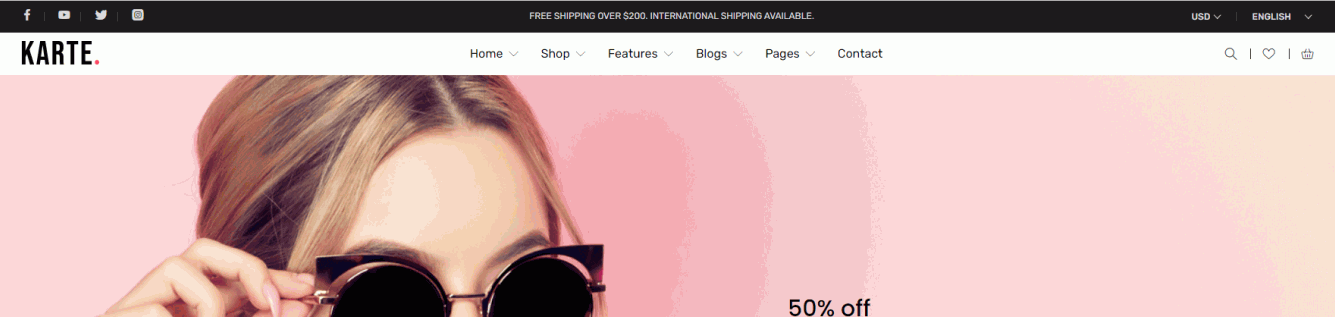 FREE SHIPPING OVER $200. INTERNATIONAL SHIPPING AVAILABLE.
USD
ENGLISH
KARTE.
Home
Shop
Features
Blogs
Pages
Contact
50% off